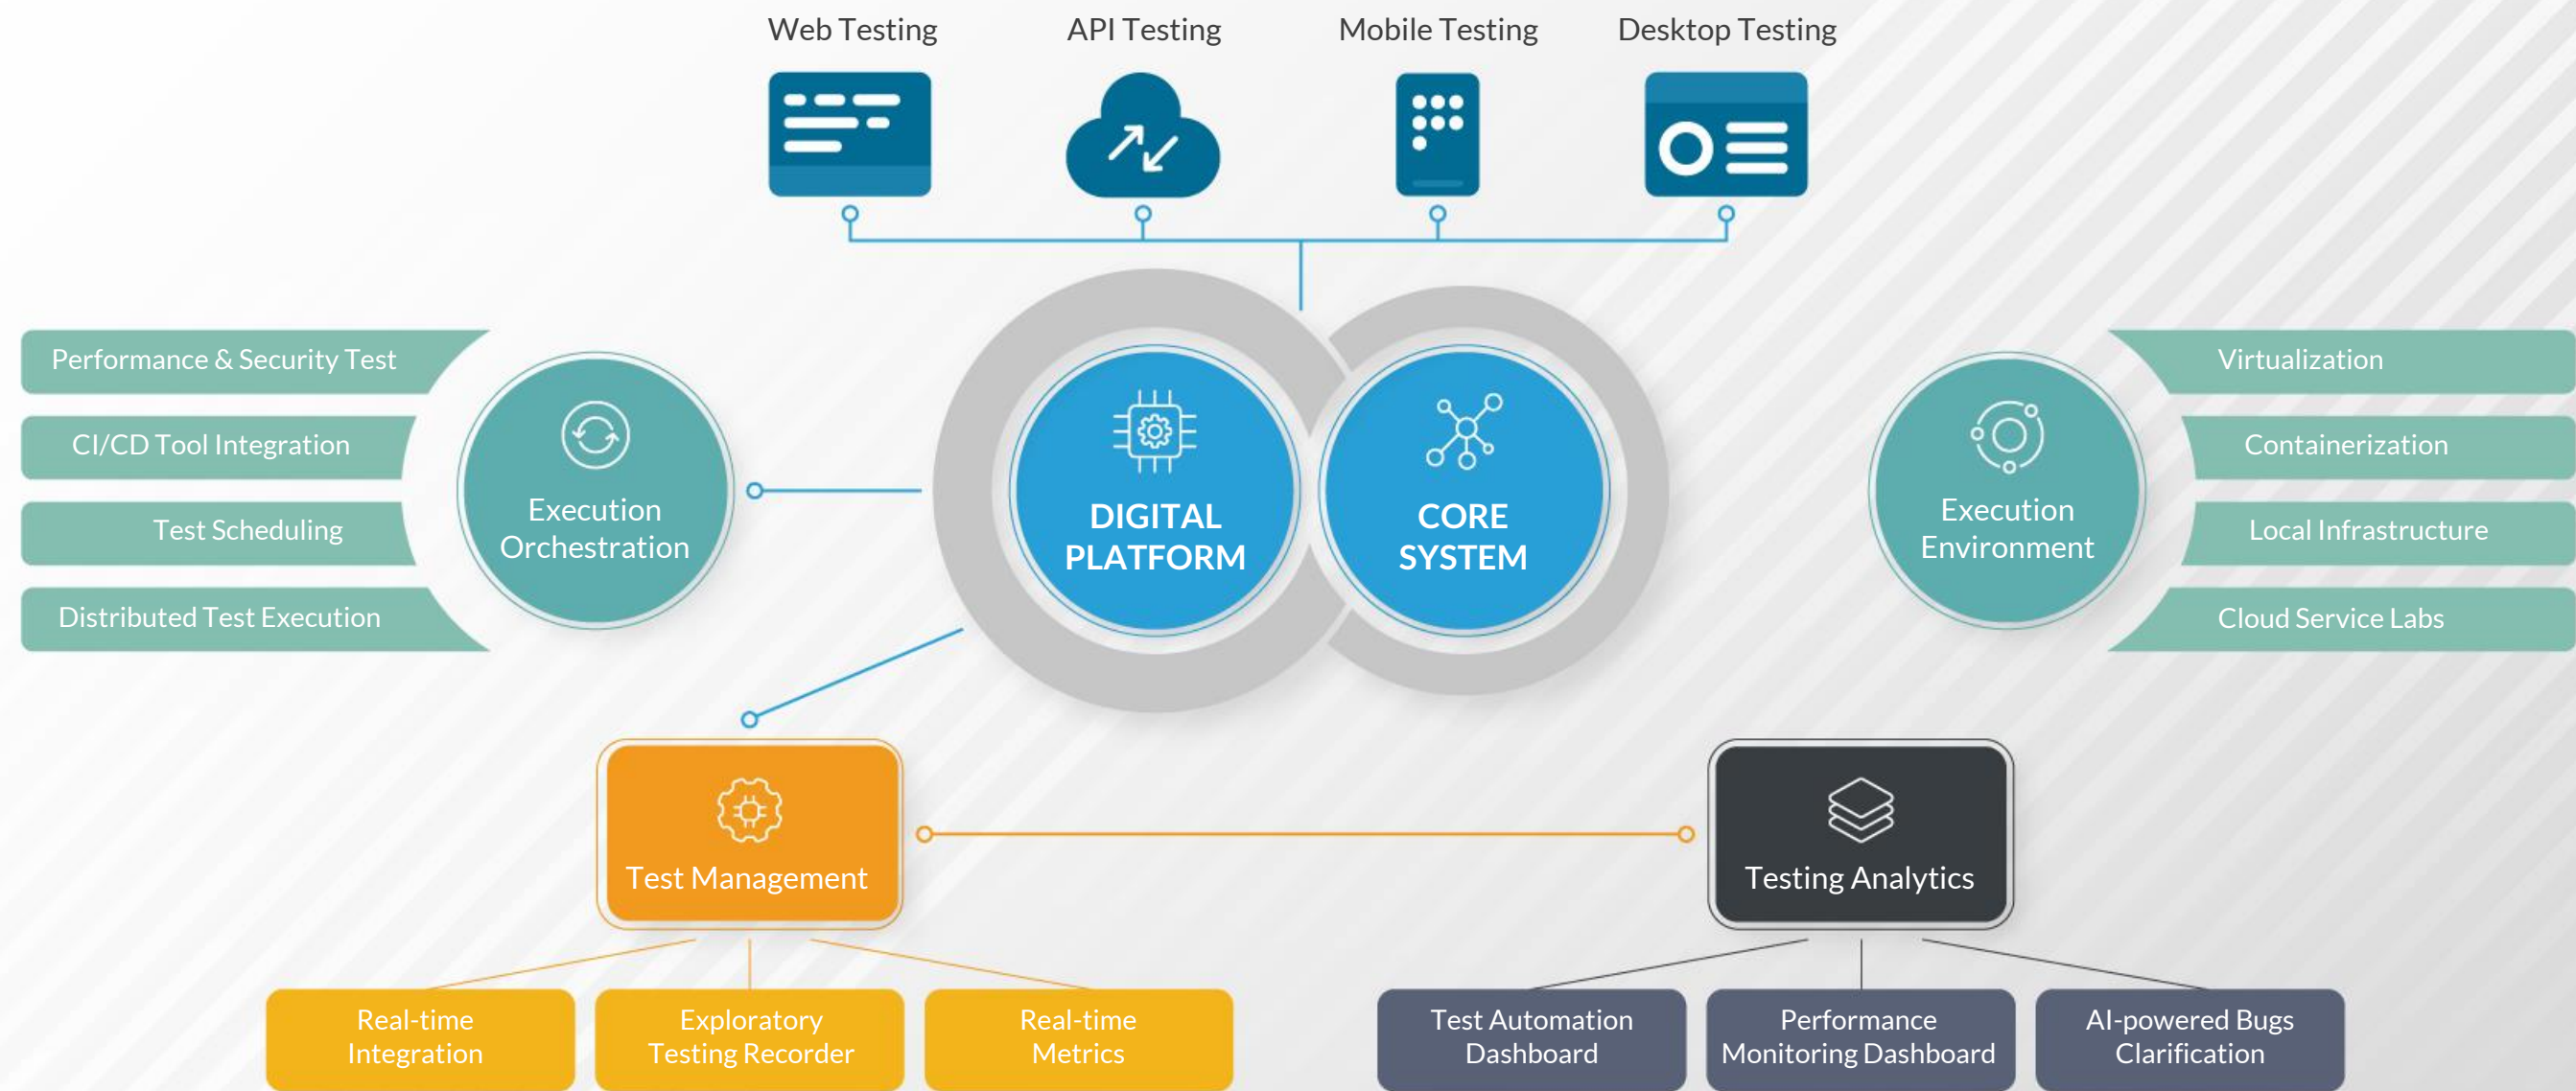 Web Testing
API Testing
Mobile Testing
Desktop Testing
Performance & Security Test
CI/CD Tool Integration
Test Scheduling
Distributed Test Execution
Execution
Orchestration
DIGITAL
PLATFORM
CORE
SYSTEM
Execution
Environment
Virtualization
Containerization
Local Infrastructure
Cloud Service Labs
Test Management
Testing Analytics
Real-time
Integration
Exploratory
Testing Recorder
Real-time
Metrics
Test Automation
Dashboard
Performance
Monitoring Dashboard
AI-powered Bugs
Clarification